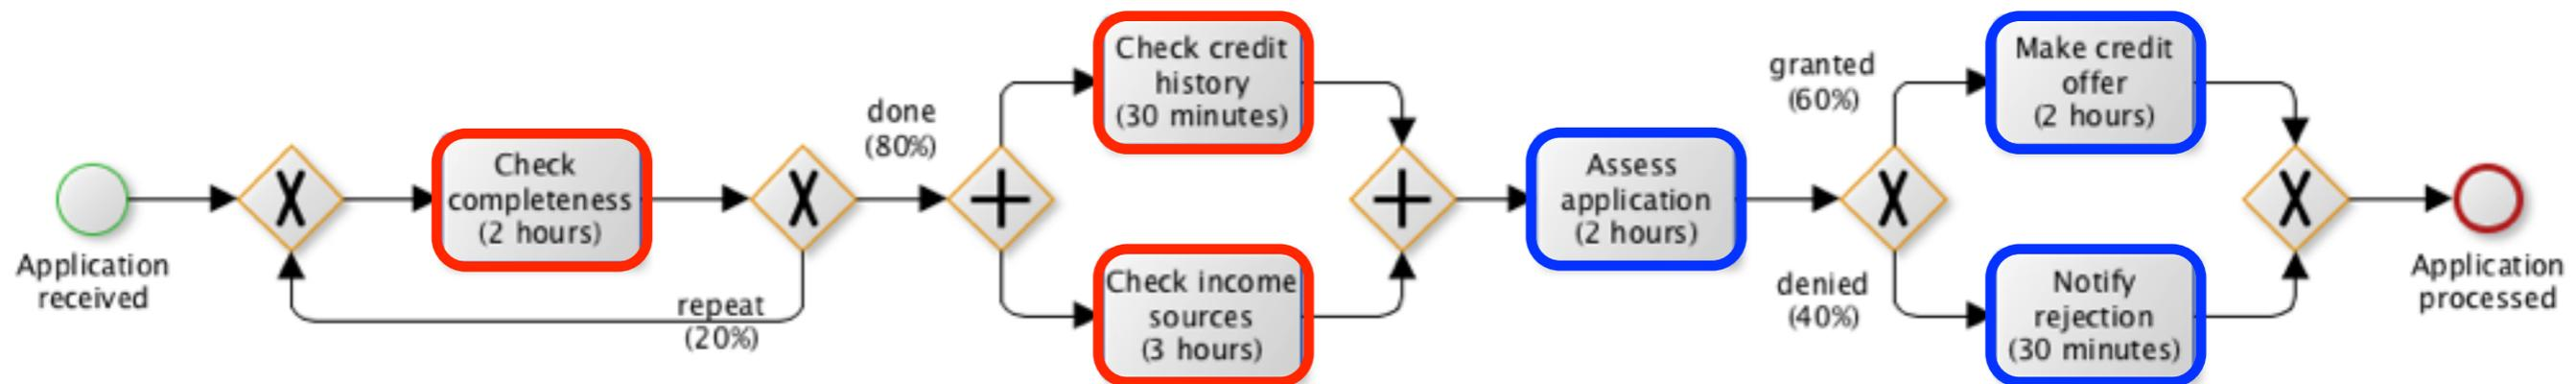 Application
received
Check
completeness
(2 hours)
repeat
(20%)
done
(80%)
Check credit
history
(30 minutes)
Check income
sources
(3 hours)
Assess
application
(2 hours)
granted
(60%)
denied
(40%)
Make credit
offer
(2 hours)
Notify
rejection
(30 minutes)
Application
processed